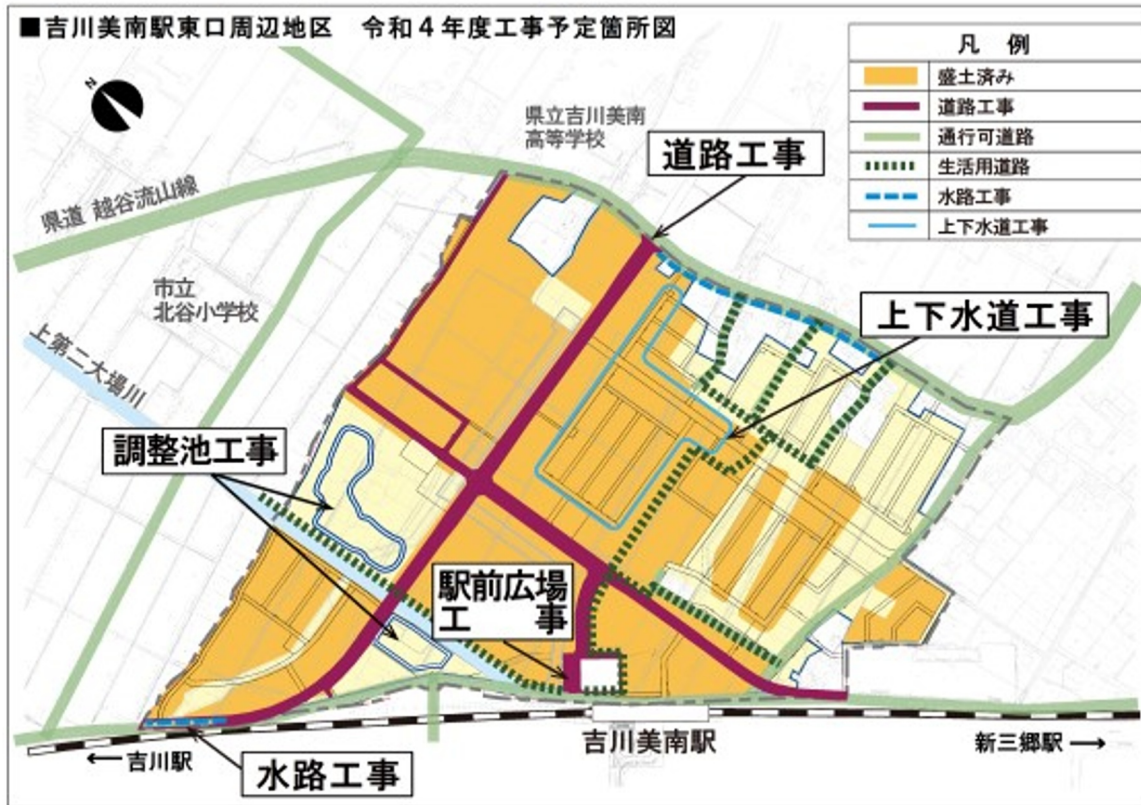 ■吉川美南駅東口周辺地区　令和４年度工事予定箇所図
凡　例
盛土済み
道路工事
通行可道路
生活用道路
水路工事
上下水道工事
N
県立吉川美南
高等学校
道路工事
県道 越谷流山線
市立
北谷小学校
上下水道工事
上第二大場川
調整池工事
駅前広場
工　事
吉川美南駅
←吉川駅
新三郷駅→
水路工事